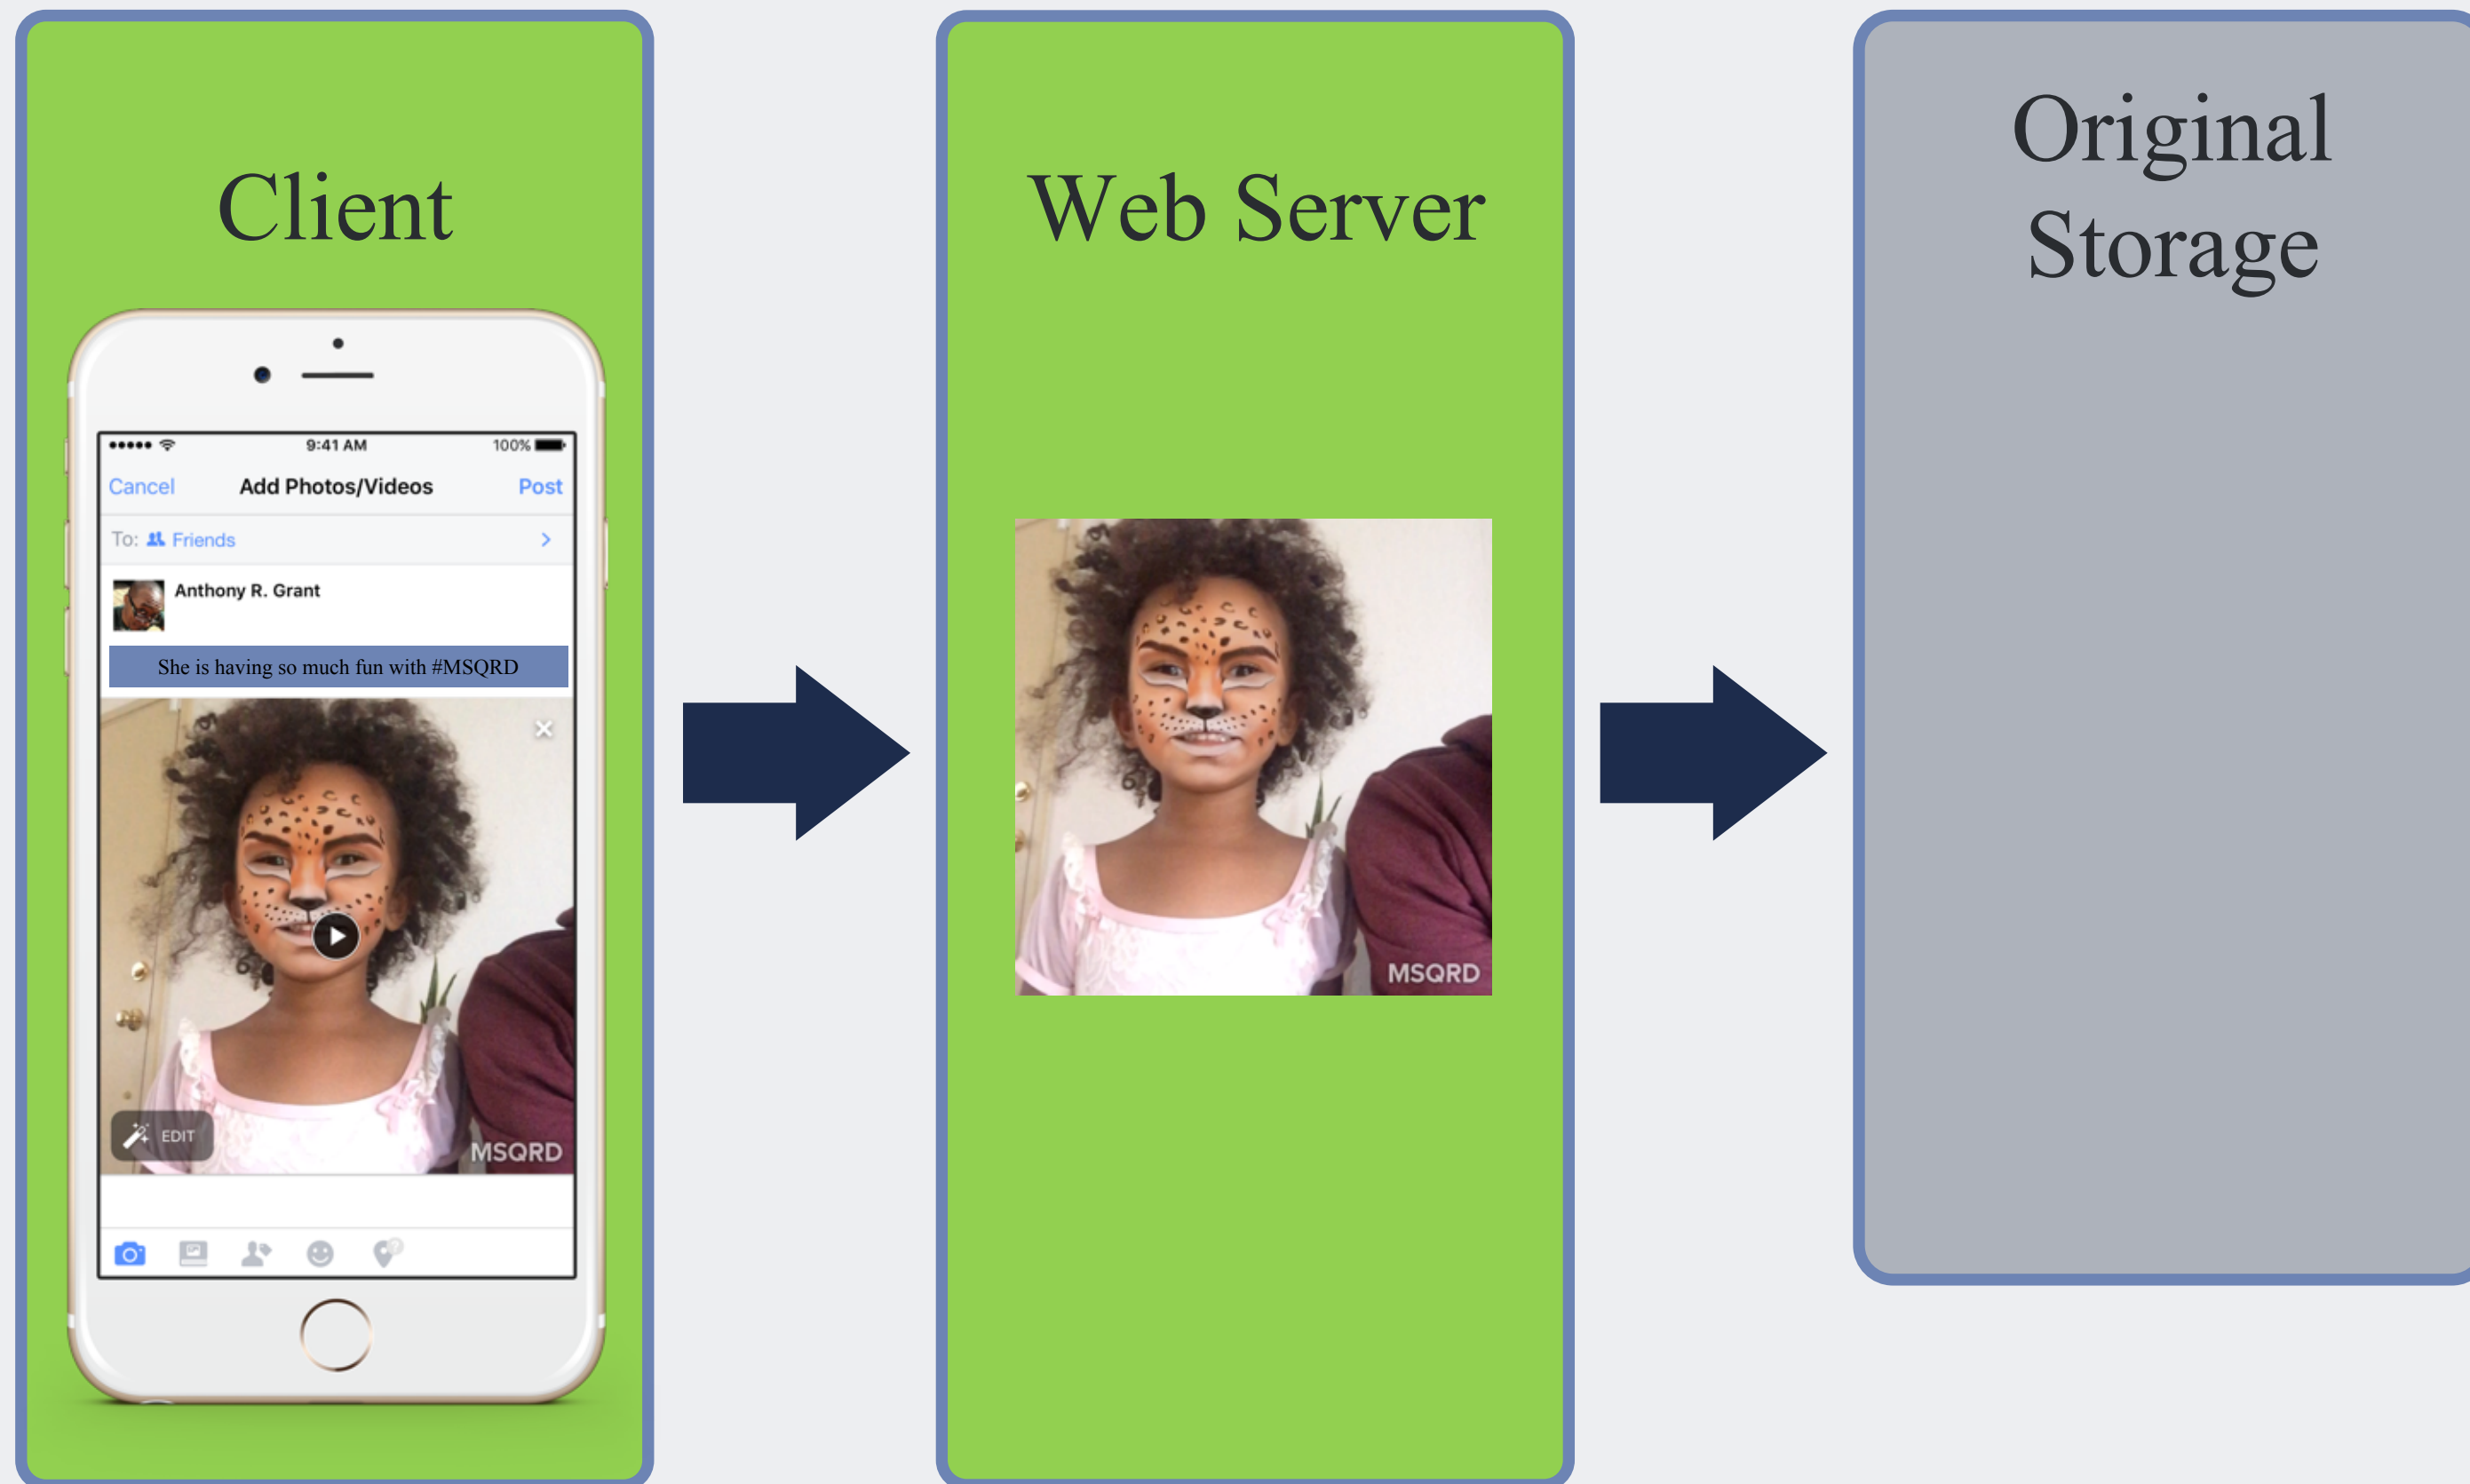 Client
9:41 AM
100%
Cancel
Add Photos/Videos
Post
To: Friends
Anthony R. Grant
She is having so much fun with #MSQRD
EDIT
MSQRD
Web Server
MSQRD
Original
Storage